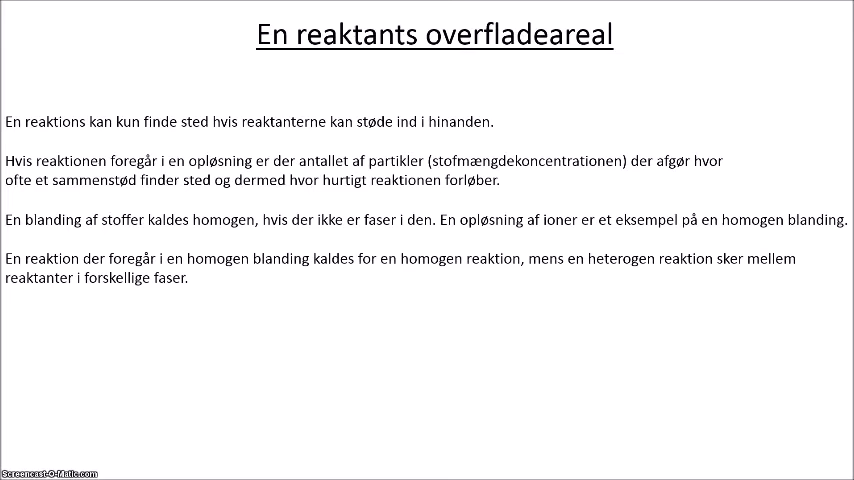 En reaktants overfladeareal
En reaktions kan kun finde sted hvis reaktanterne kan støde ind i hinanden.
Hvis reaktionen foregår i en opløsning er der antallet af partikler (stofmængdekoncentrationen) der afgør hvor
ofte et sammenstød finder sted og dermed hvor hurtigt reaktionen forløber.
En blanding af stoffer kaldes homogen, hvis der ikke er faser i den. En opløsning af ioner er et eksempel på en homogen blanding.
En reaktion der foregår i en homogen blanding kaldes for en homogen reaktion, mens en heterogen reaktion sker mellem
reaktanter i forskellige faser.
Screencast-O-Matic.com